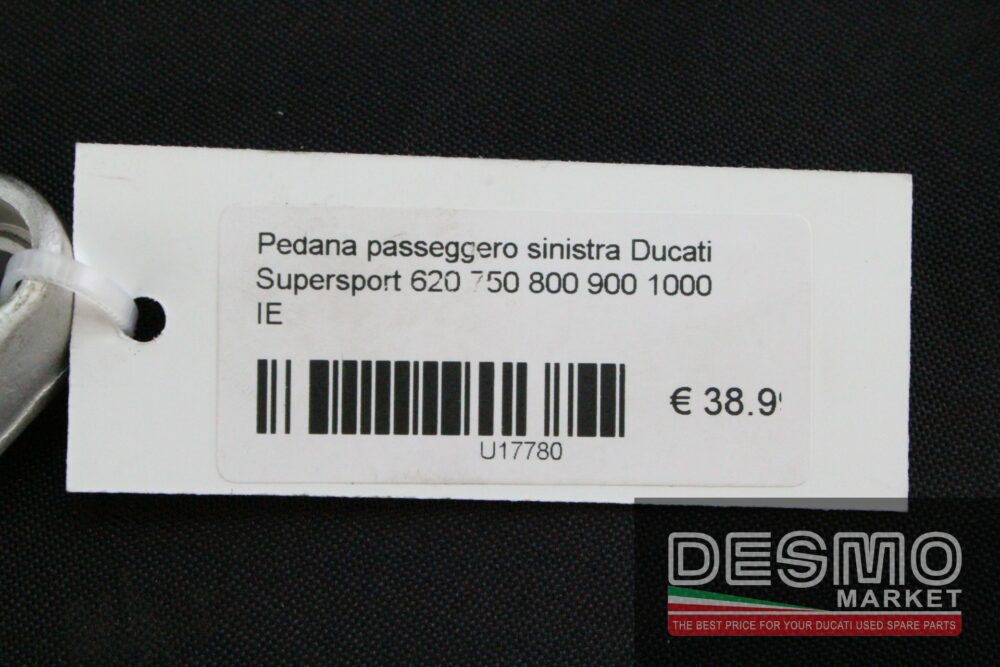 Pedana passeggero sinistra Ducati
Supersport 620 750 800 900 1000
IE
€ 38.9
U17780
DESMO
MARKET
THE BEST PRICE FOR YOUR DUCATI USED SPARE PARTS